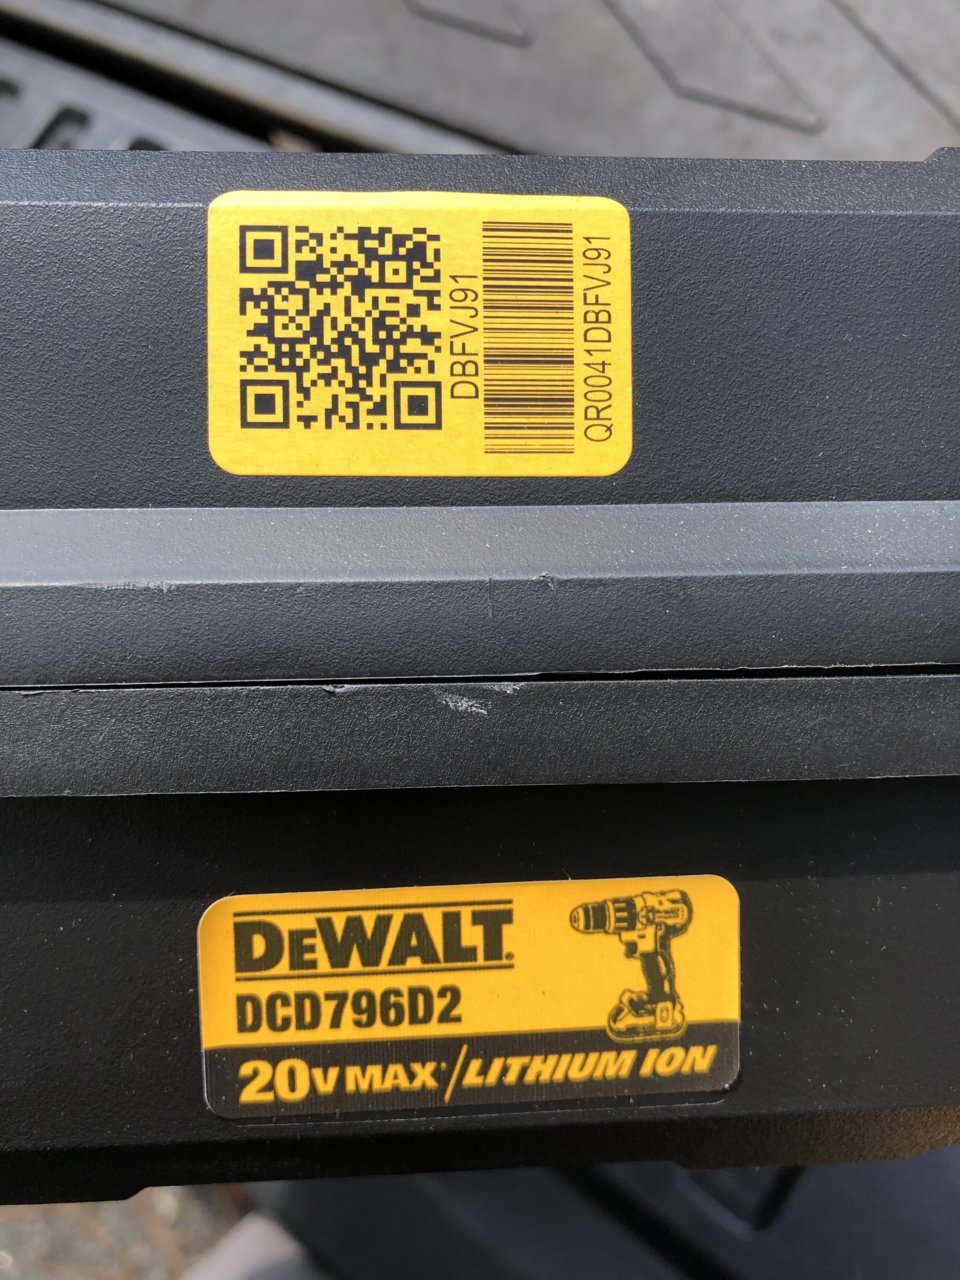 DBFVJ91
QR0041DBFVJ91
DEWALT
DCD796D2
20V MAX* / LITHIUM ION